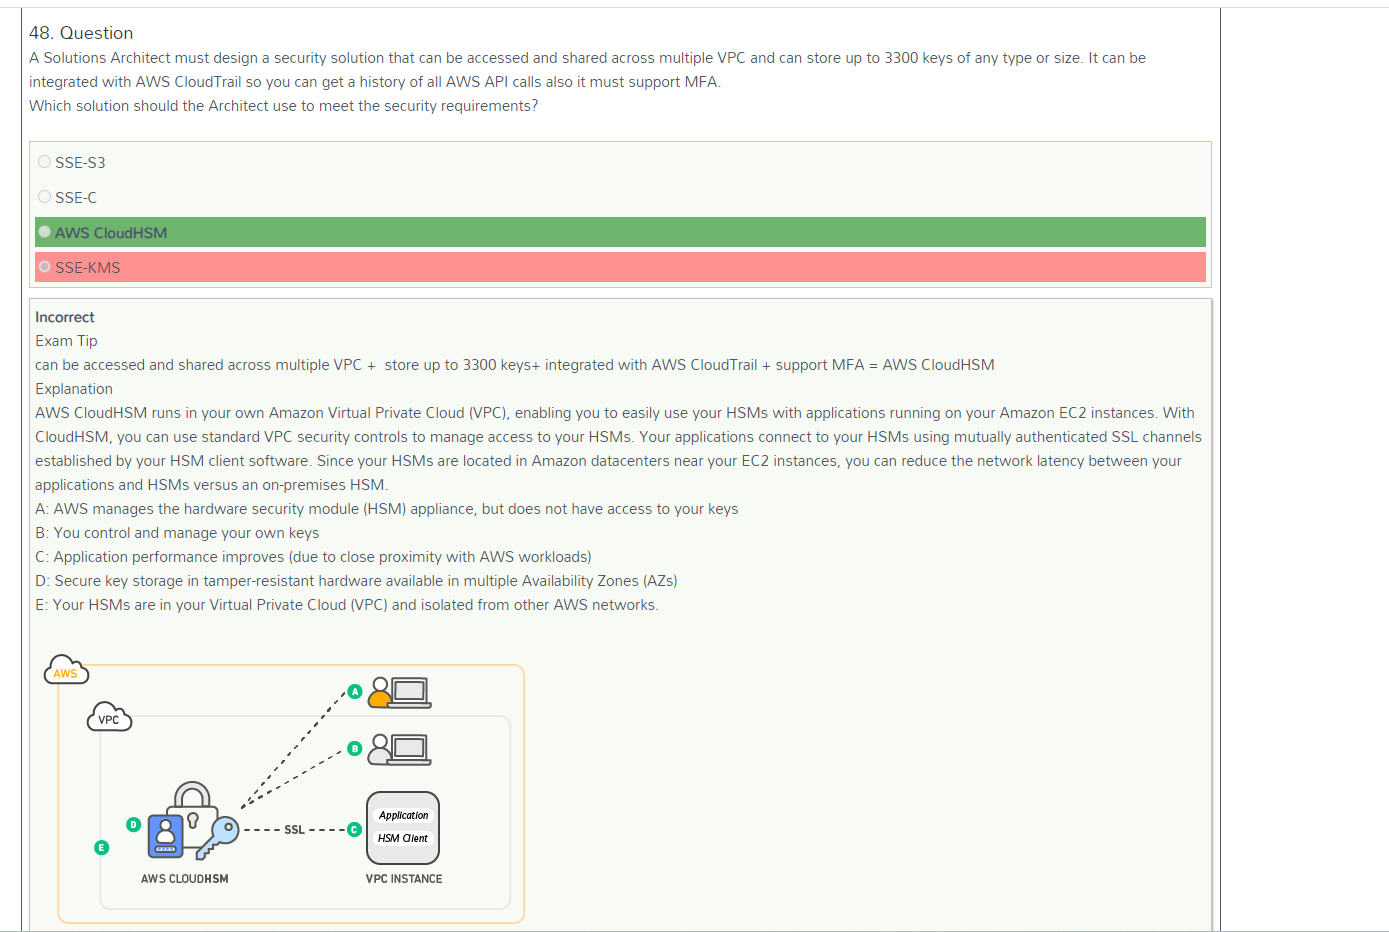 48. Question
A Solutions Architect must design a security solution that can be accessed and shared across multiple VPC and can store up to 3300 keys of any type or size. It can be
integrated with AWS CloudTrail so you can get a history of all AWS API calls also it must support MFA.
Which solution should the Architect use to meet the security requirements?
SSE-S3
SSE-C
AWS CloudHSM
SSE-KMS
Incorrect
Exam Tip
can be accessed and shared across multiple VPC +  store up to 3300 keys+ integrated with AWS CloudTrail + support MFA = AWS CloudHSM
Explanation
AWS CloudHSM runs in your own Amazon Virtual Private Cloud (VPC), enabling you to easily use your HSMs with applications running on your Amazon EC2 instances. With
CloudHSM, you can use standard VPC security controls to manage access to your HSMs. Your applications connect to your HSMs using mutually authenticated SSL channels
established by your HSM client software. Since your HSMs are located in Amazon datacenters near your EC2 instances, you can reduce the network latency between your
applications and HSMs versus an on-premises HSM.
A: AWS manages the hardware security module (HSM) appliance, but does not have access to your keys
B: You control and manage your own keys
C: Application performance improves (due to close proximity with AWS workloads)
D: Secure key storage in tamper-resistant hardware available in multiple Availability Zones (AZs)
E: Your HSMs are in your Virtual Private Cloud (VPC) and isolated from other AWS networks.
AWS
A
VPC
B
Application
D
SSL
C
HSM Client
E
AWS CLOUDHSM
VPC INSTANCE